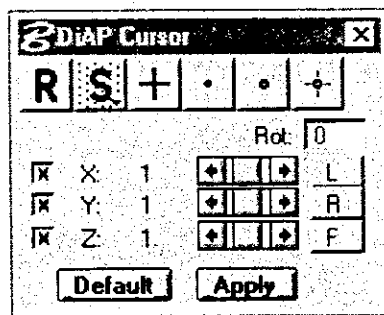 DiAP Cursor
R S
Rot: 0
X: 1 L
Y: 1 R
Z: 1 F
Default Apply